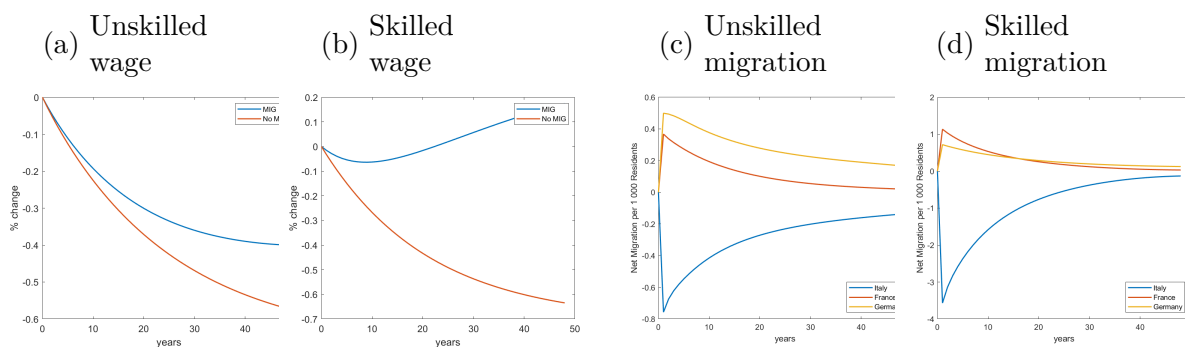 (a) Unskilled
wage
(b) Skilled
wage
(c) Unskilled
migration
(d) Skilled
migration
0
-0.1
-0.2
-0.3
-0.4
-0.5
-0.6
0 10 20 30 40
% change
years
MIG
No M
0.2
0.1
0
-0.1
-0.2
-0.3
-0.4
-0.5
-0.6
-0.7
0 10 20 30 40 50
% change
years
MIG
No MIG
0.6
0.4
0.2
0
-0.2
-0.4
-0.6
-0.8
0 10 20 30 40
Net Migration per 1 000 Residents
years
Italy
France
Germa
2
1
0
-1
-2
-3
-4
0 10 20 30 40
Net Migration per 1 000 Residents
years
Italy
France
Germany